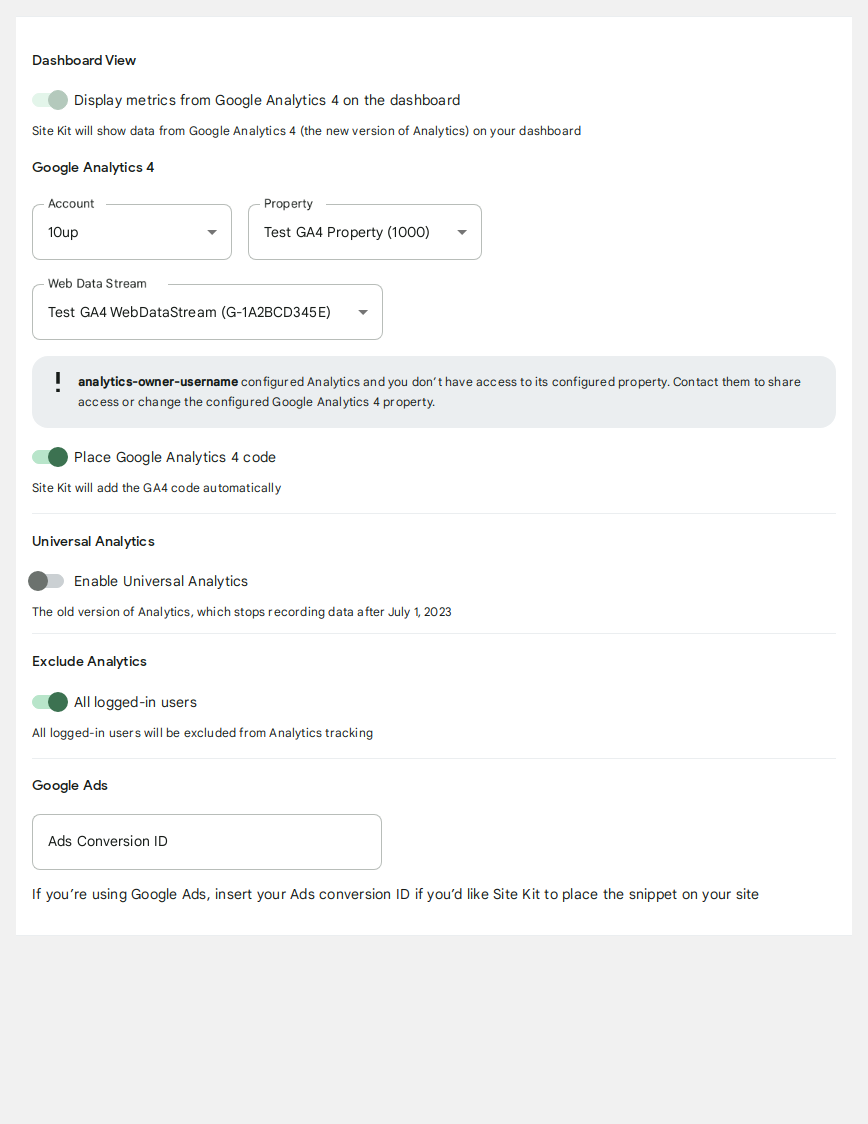 Dashboard View
Display metrics from Google Analytics 4 on the dashboard
Site Kit will show data from Google Analytics 4 (the new version of Analytics) on your dashboard
Google Analytics 4
Account
10up
Property
Test GA4 Property (1000)
Web Data Stream
Test GA4 WebDataStream (G-1A2BCD345E)
analytics-owner-username configured Analytics and you don’t have access to its configured property. Contact them to share
access or change the configured Google Analytics 4 property.
Place Google Analytics 4 code
Site Kit will add the GA4 code automatically
Universal Analytics
Enable Universal Analytics
The old version of Analytics, which stops recording data after July 1, 2023
Exclude Analytics
All logged-in users
All logged-in users will be excluded from Analytics tracking
Google Ads
Ads Conversion ID
If you’re using Google Ads, insert your Ads conversion ID if you’d like Site Kit to place the snippet on your site